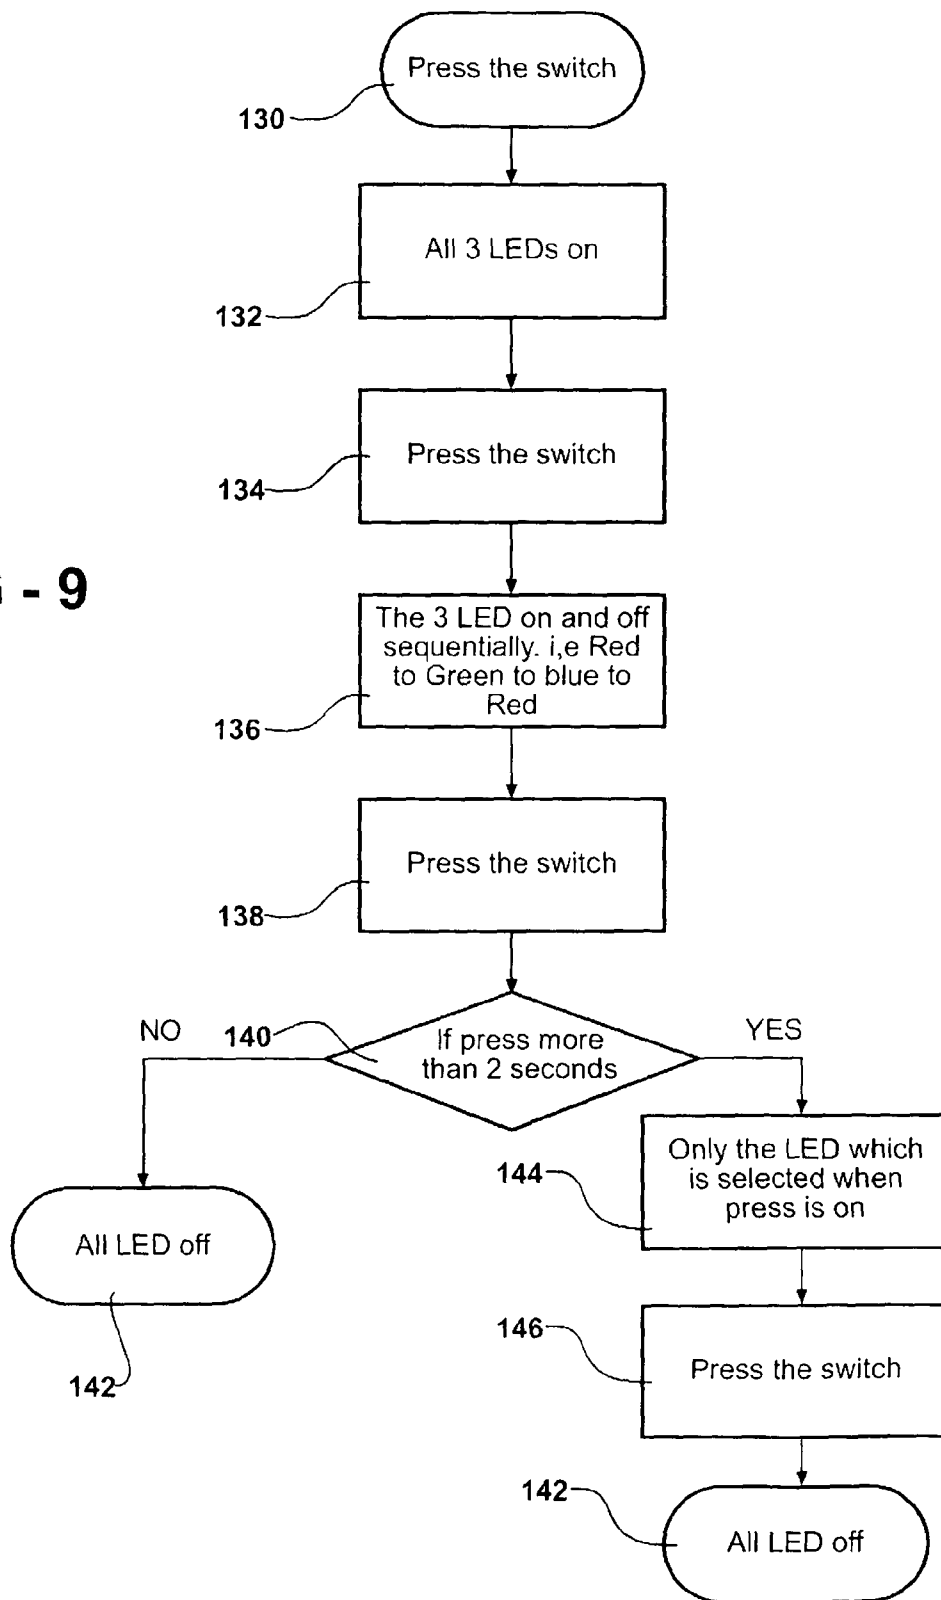 Press the switch
130
All 3 LEDs on
132
Press the switch
134
- 9
The 3 LED on and off
sequentially. i,e Red
to Green to blue to
Red
136
Press the switch
138
NO
140
If press more
than 2 seconds
YES
Only the LED which
is selected when
press is on
144
All LED off
142
146
Press the switch
142
All LED off